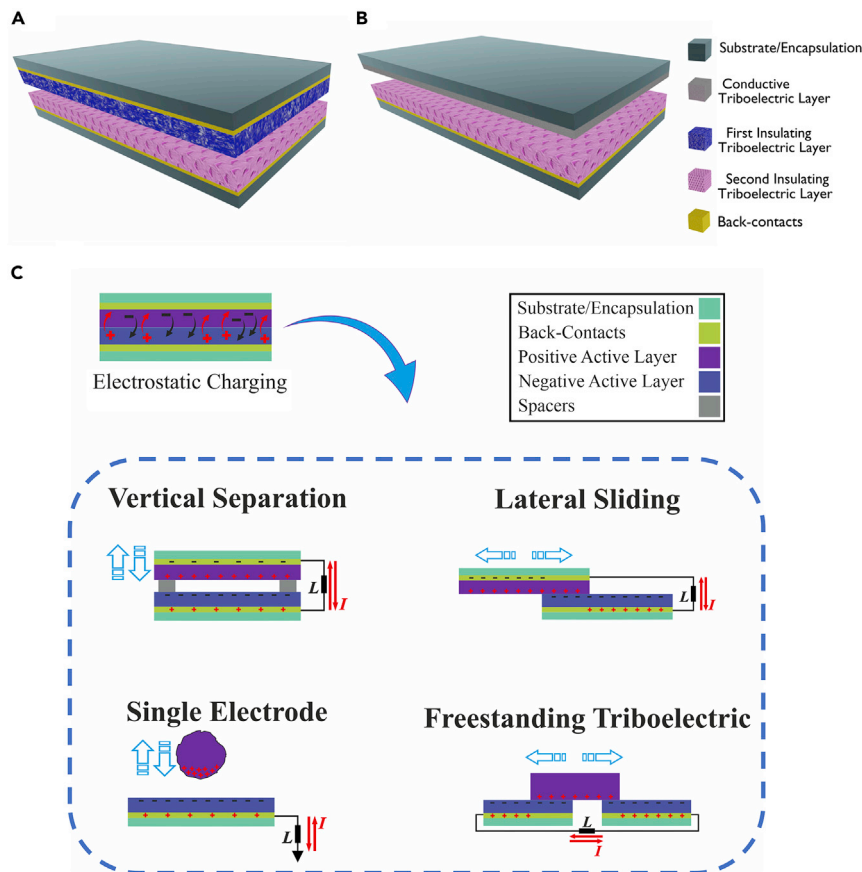 A
B
Substrate/Encapsulation
Conductive
Triboelectric Layer
First Insulating
Triboelectric Layer
Second Insulating
Triboelectric Layer
Back-contacts
C
Electrostatic Charging
Substrate/Encapsulation
Back-Contacts
Positive Active Layer
Negative Active Layer
Spacers
Vertical Separation
L
I
Lateral Sliding
L
I
Single Electrode
L
I
Freestanding Triboelectric
L
I